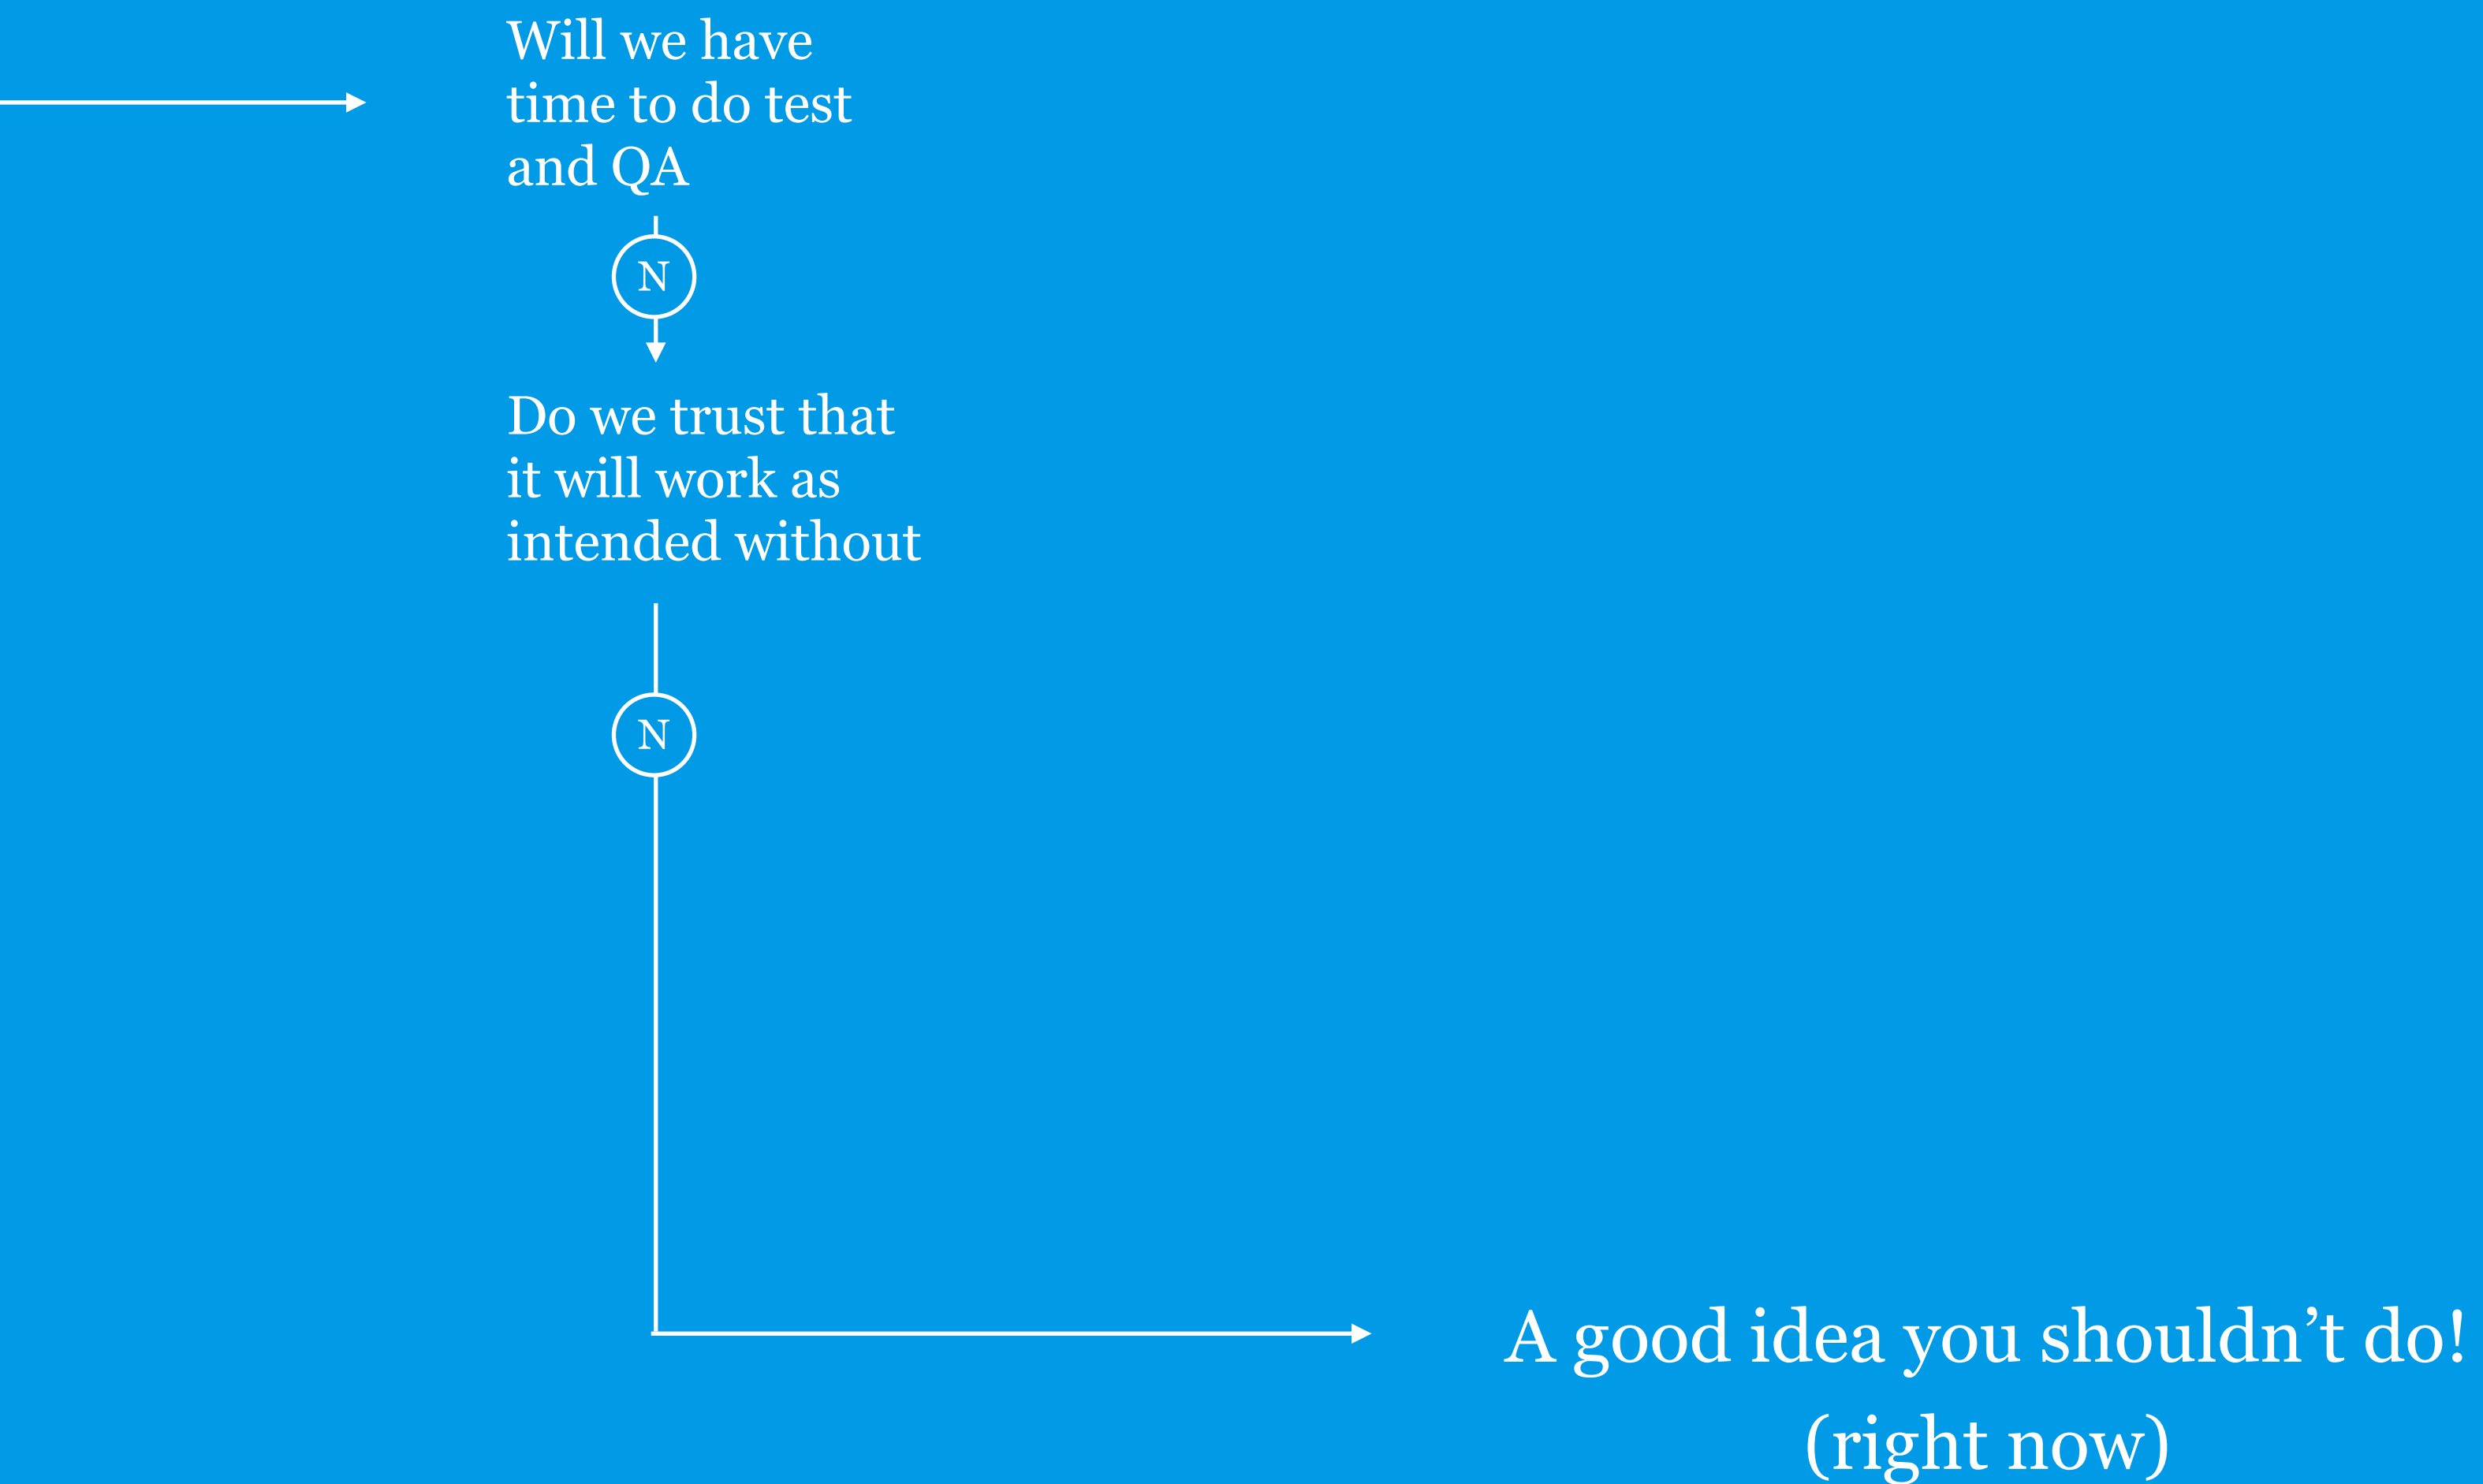 Will we have
time to do test
and QA
N
Do we trust that
it will work as
intended without
N
A good idea you shouldn’t do!
(right now)